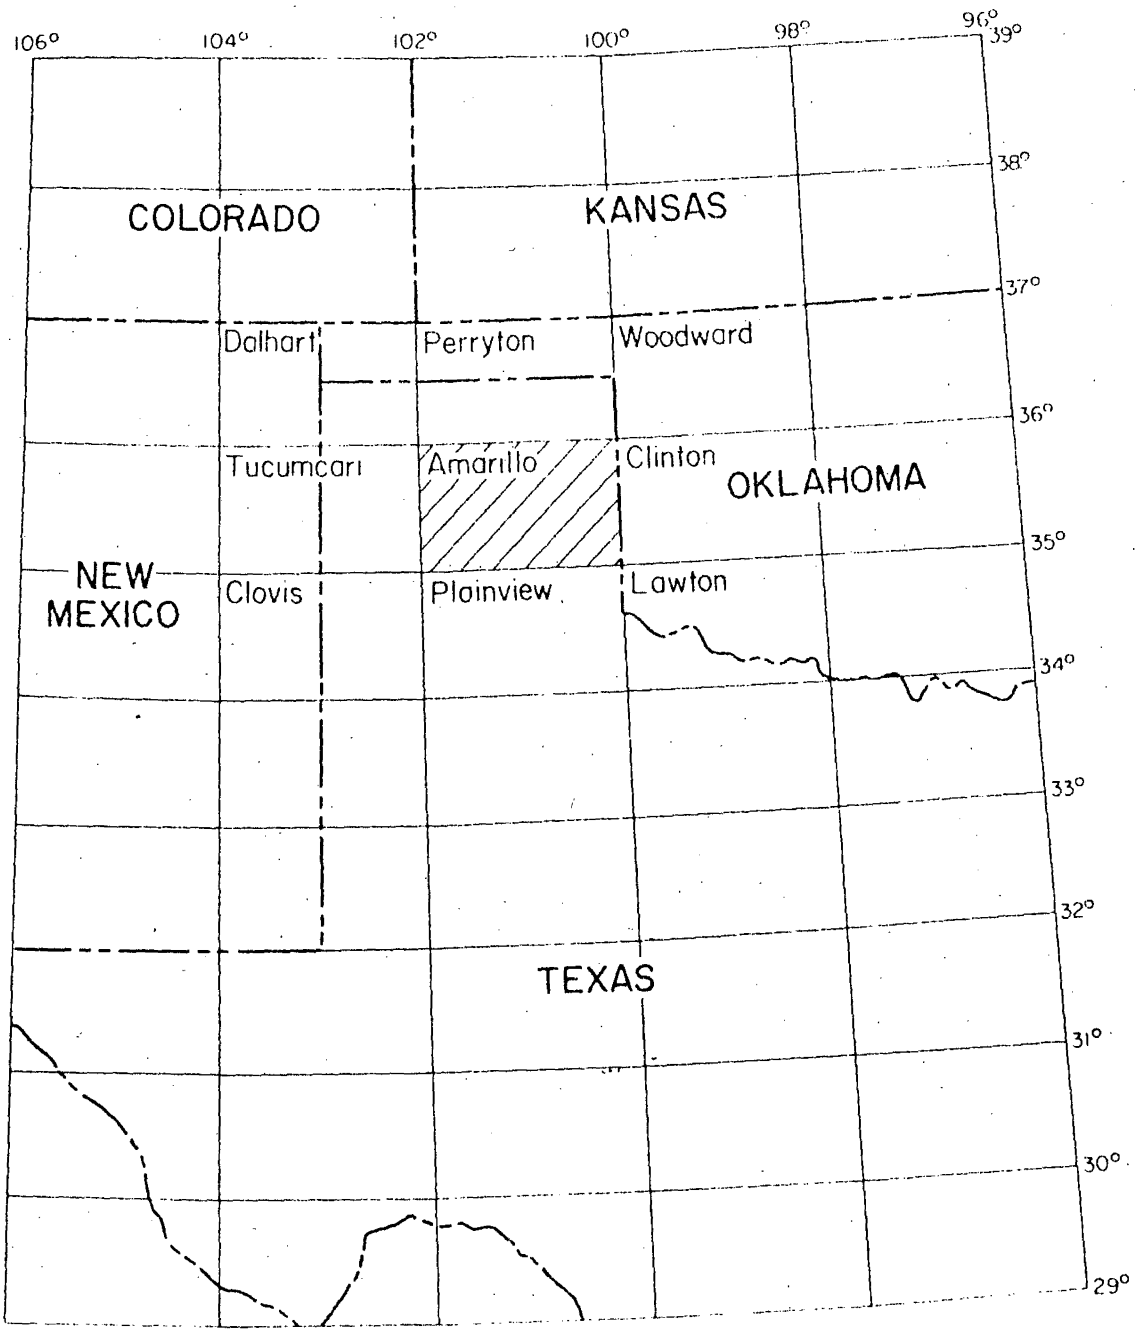 106° 104° 102° 100° 98° 96°
39°
38°
COLORADO KANSAS
37°
Dalhart Perryton Woodward
36°
Tucumcari Amarillo Clinton
OKLAHOMA
35°
NEW
MEXICO
Clovis Plainview Lawton
34°
33°
32°
TEXAS
31°
30°
29°